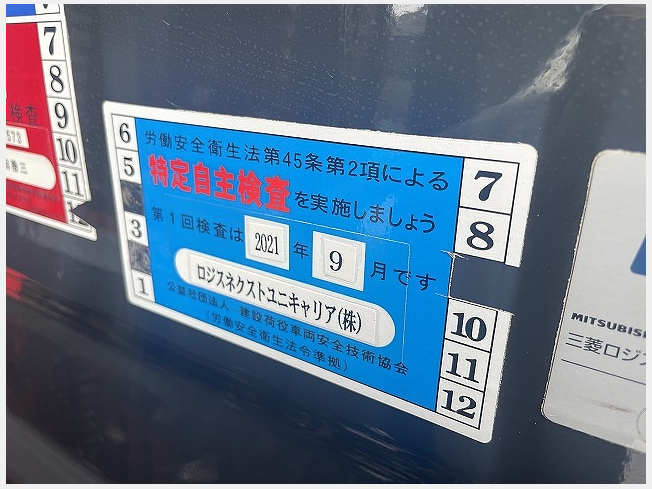 7
8
9
10
11
検査
573
6
5
3
1
労働安全衛生法第45条第2項による
特定自主検査を実施しましょう
第1回検査は 2021 年 9 月です
ロジスネクストユニキャリア(株)
公益社団法人 建設荷役車両安全技術協会
(労働安全衛生法令準拠)
7
8
10
11
12
MITSUBISH
三菱ロジ